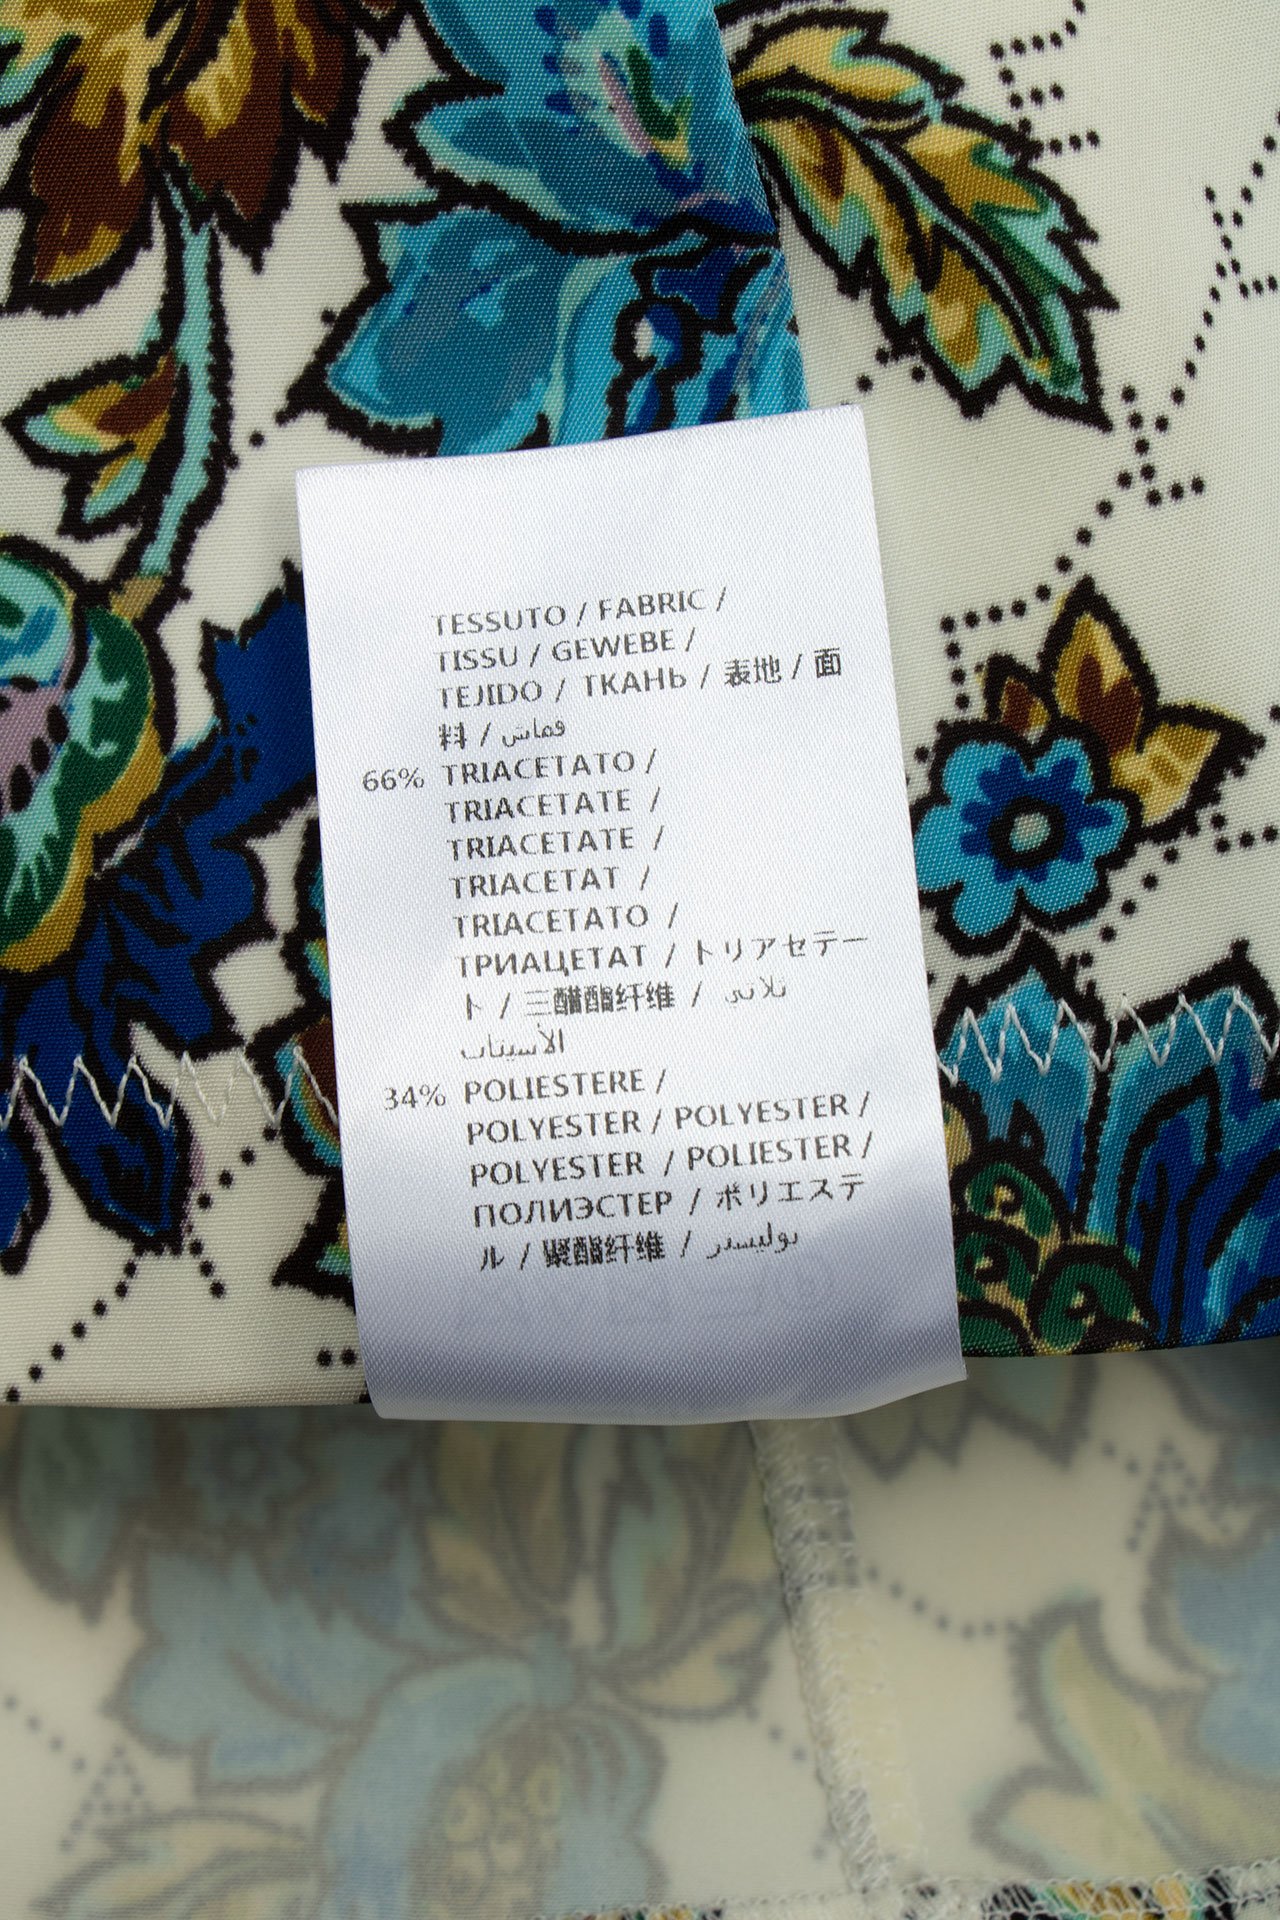 TESSUTO / FABRIC /
TISSU / GEWEBE /
TEJIDO / ТКАНЬ / 表地 / 面
料 / قماش
66% TRIACETATO /
TRIACETATE /
TRIACETATE /
TRIACETAT /
TRIACETATO /
ТРИАЦЕТАТ / トリアセテー
ト / 三醋酯纤维 / ثلاثي
الأسيتات
34% POLIESTERE /
POLYESTER / POLYESTER /
POLYESTER / POLIESTER /
ПОЛИЭСТЕР / ポリエステ
ル / 聚酯纤维 / بوليستر